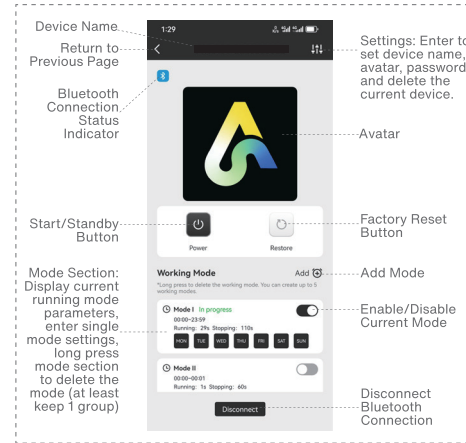 Device Name
Return to
Previous Page
Bluetooth
Connection
Status
Indicator
Start/Standby
Button
Mode Section:
Display current
running mode
parameters,
enter single
mode settings,
long press
mode section
to delete the
mode (at least
keep 1 group)
1:29
Power
Restore
Working Mode
Add
*Long press to delete the working mode. You can create up to 5
working modes.
Mode I In progress
00:00-23:59
Running: 29s Stopping: 110s
MON TUE WED THU FRI SAT SUN
Mode II
00:00-00:01
Running: 1s Stopping: 60s
Disconnect
Settings: Enter to
set device name,
avatar, password
and delete the
current device.
Avatar
Factory Reset
Button
Add Mode
Enable/Disable
Current Mode
Disconnect
Bluetooth
Connection